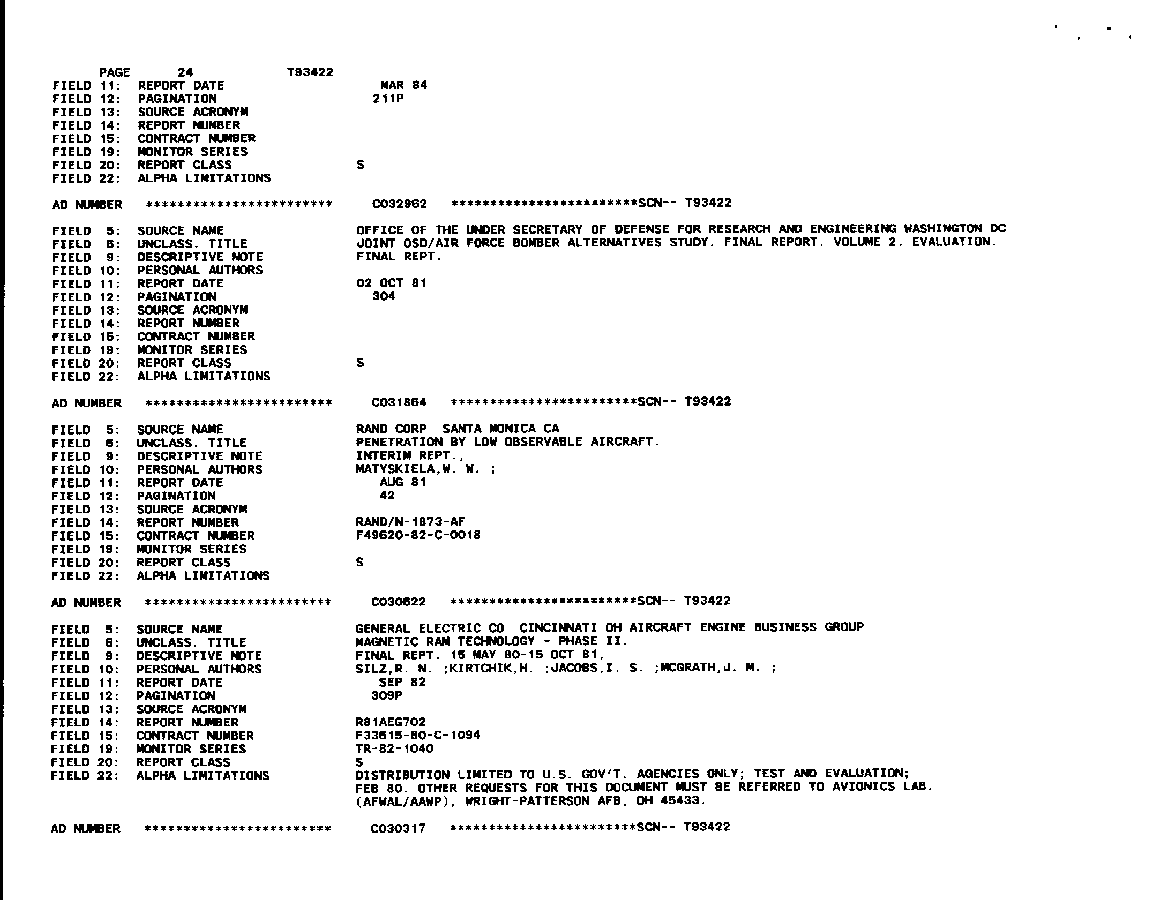 PAGE 24 T93422
FIELD 11: REPORT DATE MAR 84
FIELD 12: PAGINATION 211P
FIELD 13: SOURCE ACRONYM
FIELD 14: REPORT NUMBER
FIELD 15: CONTRACT NUMBER
FIELD 19: MONITOR SERIES
FIELD 20: REPORT CLASS S
FIELD 22: ALPHA LIMITATIONS
AD NUMBER ************************ C032962 ************************SCN-- T93422
FIELD 5: SOURCE NAME OFFICE OF THE UNDER SECRETARY OF DEFENSE FOR RESEARCH AND ENGINEERING WASHINGTON DC
FIELD 6: UNCLASS. TITLE JOINT OSD/AIR FORCE BOMBER ALTERNATIVES STUDY. FINAL REPORT. VOLUME 2. EVALUATION.
FIELD 9: DESCRIPTIVE NOTE FINAL REPT.
FIELD 10: PERSONAL AUTHORS
FIELD 11: REPORT DATE 02 OCT 81
FIELD 12: PAGINATION 304
FIELD 13: SOURCE ACRONYM
FIELD 14: REPORT NUMBER
FIELD 15: CONTRACT NUMBER
FIELD 19: MONITOR SERIES
FIELD 20: REPORT CLASS S
FIELD 22: ALPHA LIMITATIONS
AD NUMBER ************************ C031864 ************************SCN-- T93422
FIELD 5: SOURCE NAME RAND CORP SANTA MONICA CA
FIELD 6: UNCLASS. TITLE PENETRATION BY LOW OBSERVABLE AIRCRAFT.
FIELD 9: DESCRIPTIVE NOTE INTERIM REPT.,
FIELD 10: PERSONAL AUTHORS MATYSKIELA,W. W. ;
FIELD 11: REPORT DATE AUG 81
FIELD 12: PAGINATION 42
FIELD 13: SOURCE ACRONYM
FIELD 14: REPORT NUMBER RAND/N-1873-AF
FIELD 15: CONTRACT NUMBER F49620-82-C-0018
FIELD 19: MONITOR SERIES
FIELD 20: REPORT CLASS S
FIELD 22: ALPHA LIMITATIONS
AD NUMBER ************************ C030622 ************************SCN-- T93422
FIELD 5: SOURCE NAME GENERAL ELECTRIC CO CINCINNATI OH AIRCRAFT ENGINE BUSINESS GROUP
FIELD 6: UNCLASS. TITLE MAGNETIC RAM TECHNOLOGY - PHASE II.
FIELD 9: DESCRIPTIVE NOTE FINAL REPT. 15 MAY 80-15 OCT 81,
FIELD 10: PERSONAL AUTHORS SILZ,R. N. ;KIRTCHIK,H. ;JACOBS,I. S. ;MCGRATH,J. M. ;
FIELD 11: REPORT DATE SEP 82
FIELD 12: PAGINATION 309P
FIELD 13: SOURCE ACRONYM
FIELD 14: REPORT NUMBER R81AEG702
FIELD 15: CONTRACT NUMBER F33615-80-C-1094
FIELD 19: MONITOR SERIES TR-82-1040
FIELD 20: REPORT CLASS S
FIELD 22: ALPHA LIMITATIONS DISTRIBUTION LIMITED TO U.S. GOV'T. AGENCIES ONLY; TEST AND EVALUATION;
FEB 80. OTHER REQUESTS FOR THIS DOCUMENT MUST BE REFERRED TO AVIONICS LAB.
(AFWAL/AAWP), WRIGHT-PATTERSON AFB, OH 45433.
AD NUMBER ************************ C030317 ************************SCN-- T93422